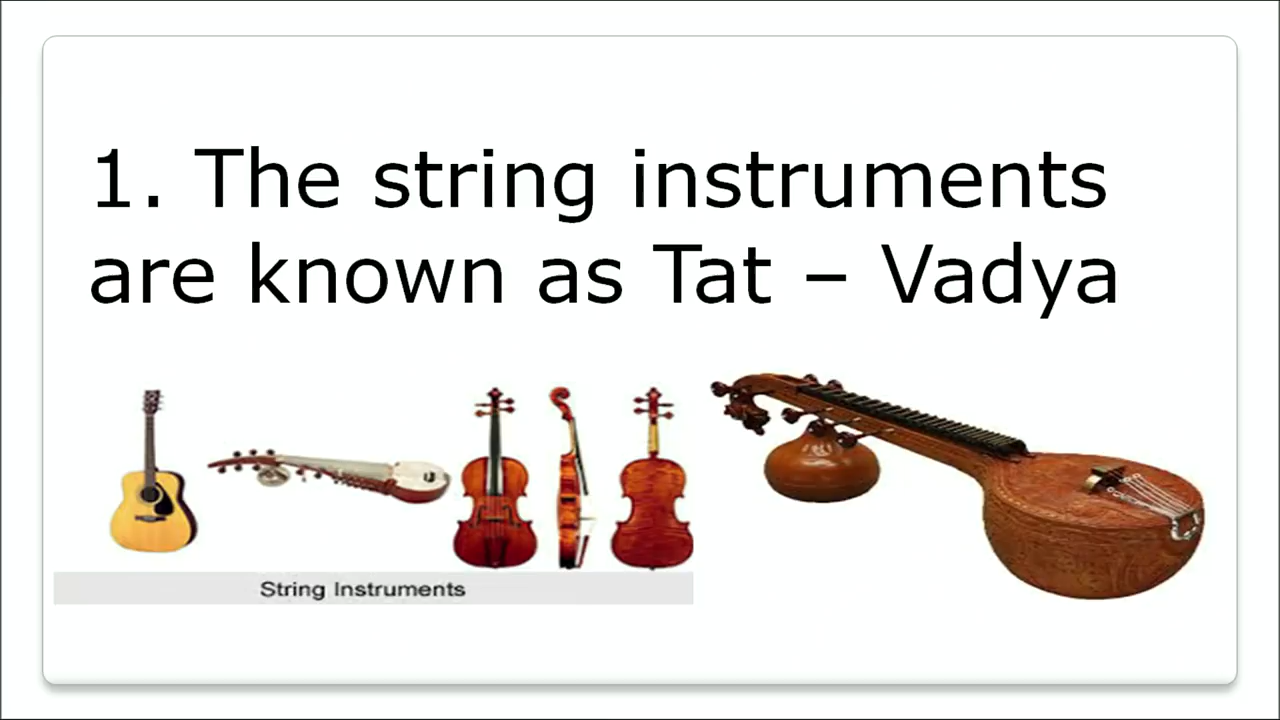 1. The string instruments
are known as Tat – Vadya
String Instruments